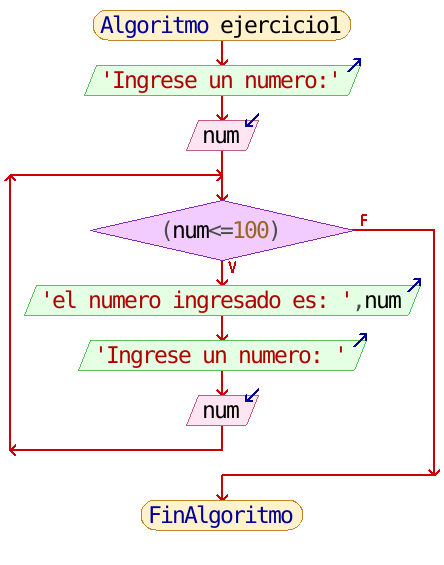 Algoritmo ejercicio1
'Ingrese un numero:'
num
(num<=100)
F
V
'el numero ingresado es: ',num
'Ingrese un numero: '
num
FinAlgoritmo